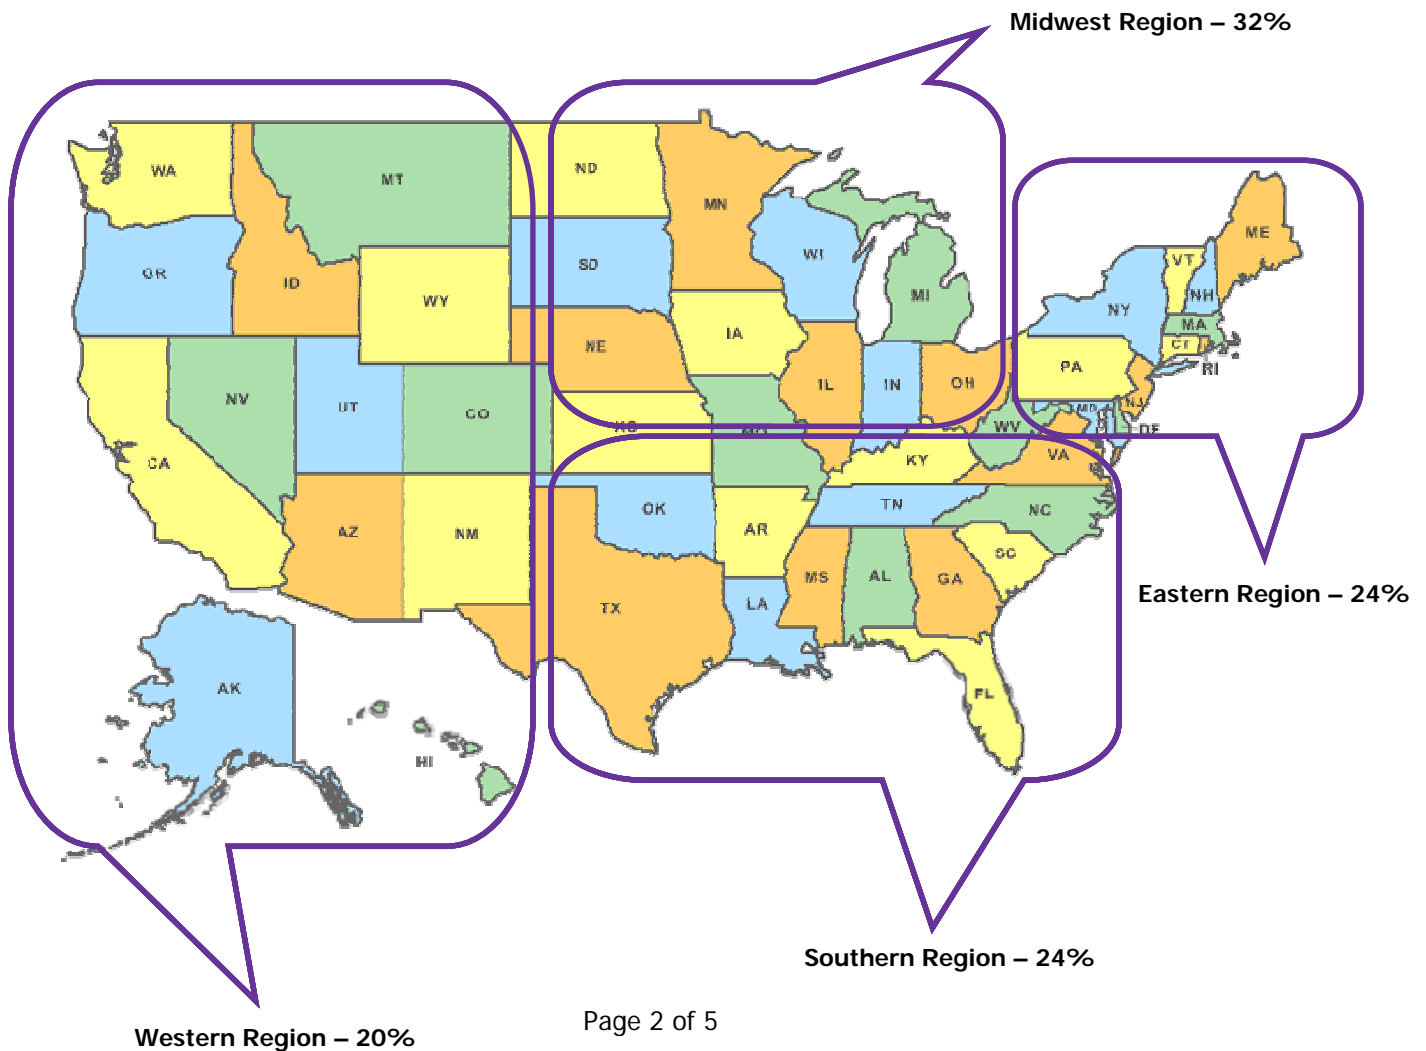 Midwest Region – 32%
WA
MT
ND
MN
OR
ID
WY
SD
WI
MI
ME
VT
NH
NY
MA
CT
RI
PA
NJ
NV
UT
CO
NE
IA
IL
IN
OH
MD
DE
CA
KS
MO
WV
VA
KY
AZ
NM
OK
AR
TN
NC
SC
TX
LA
MS
AL
GA
FL
AK
HI
Eastern Region – 24%
Southern Region – 24%
Page 2 of 5
Western Region – 20%